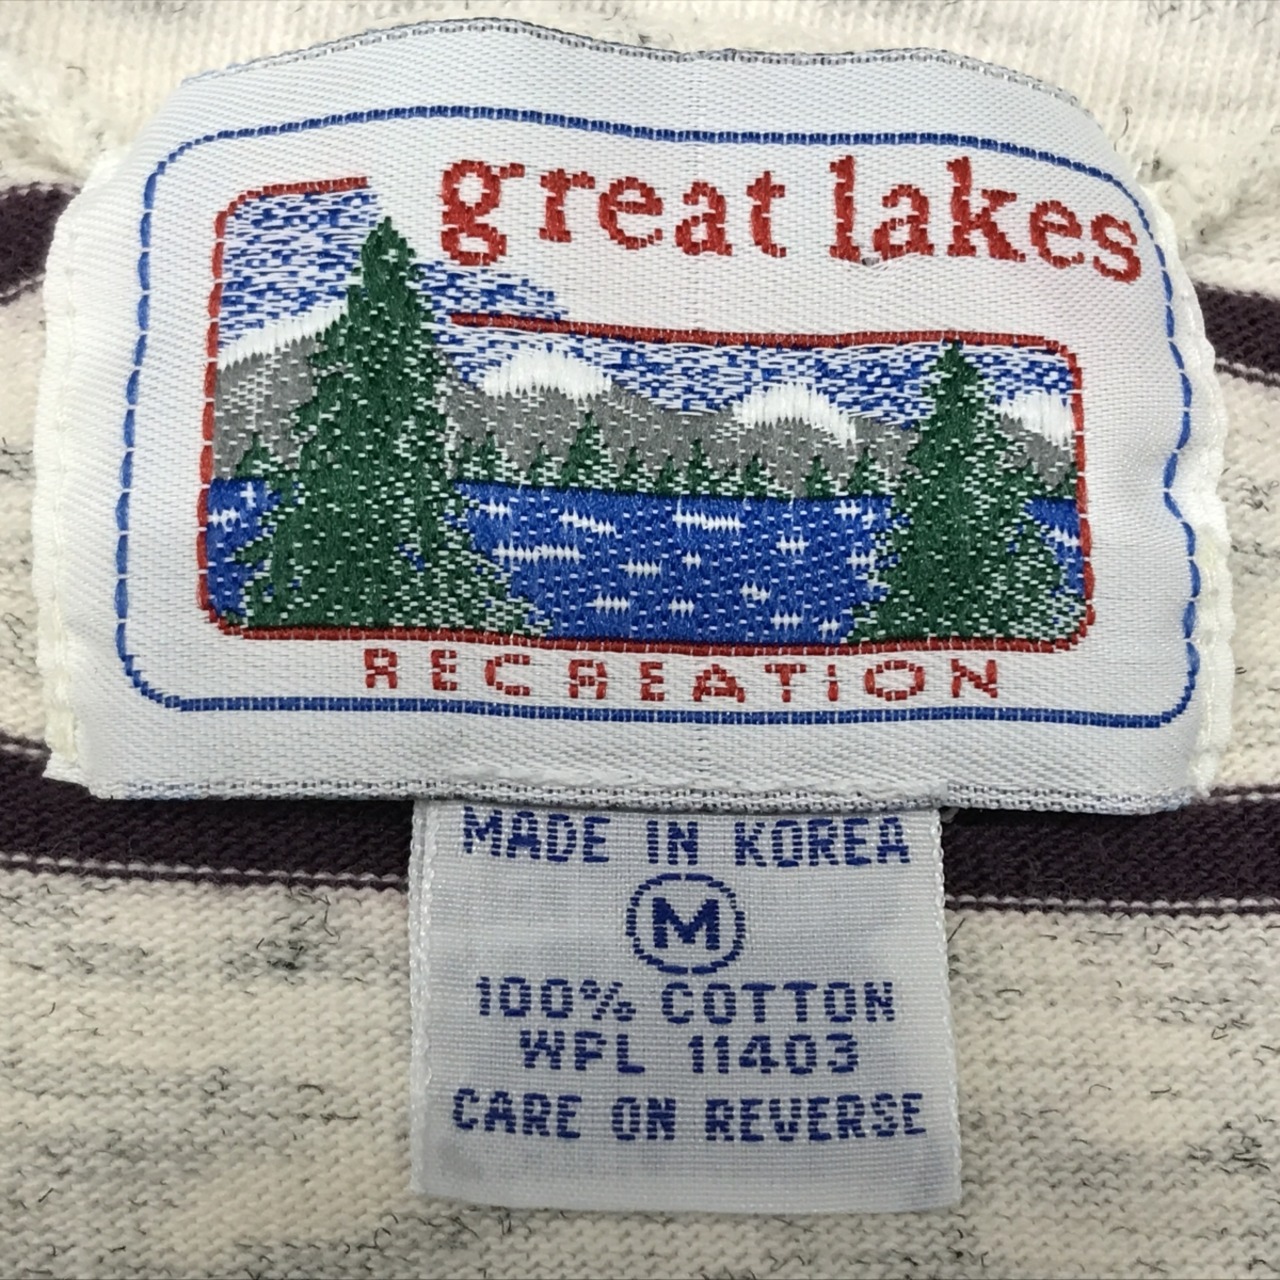 great lakes
RECREATION
MADE IN KOREA
M
100% COTTON
WPL 11403
CARE ON REVERSE